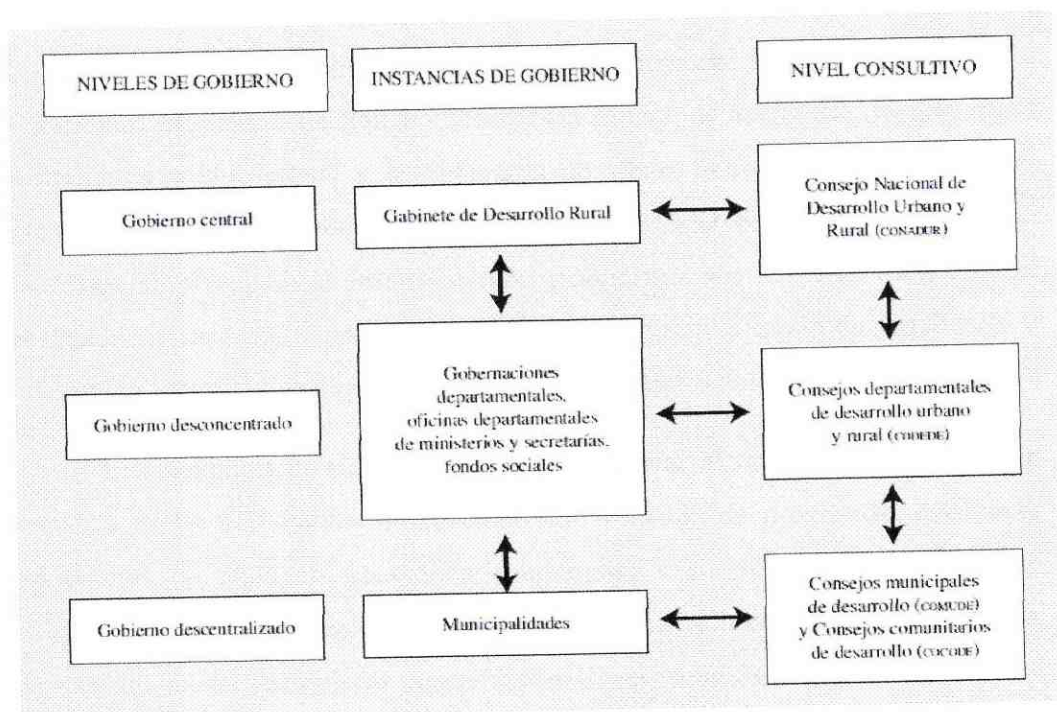 NIVELES DE GOBIERNO
INSTANCIAS DE GOBIERNO
NIVEL CONSULTIVO
Gobierno central
Gabinete de Desarrollo Rural
Consejo Nacional de
Desarrollo Urbano y
Rural (CONADUR)
Gobierno desconcentrado
Gobernaciones
departamentales,
oficinas departamentales
de ministerios y secretarías,
fondos sociales
Consejos departamentales
de desarrollo urbano
y rural (CODEDE)
Gobierno descentralizado
Municipalidades
Consejos municipales
de desarrollo (COMUDE)
y Consejos comunitarios
de desarrollo (COCODE)